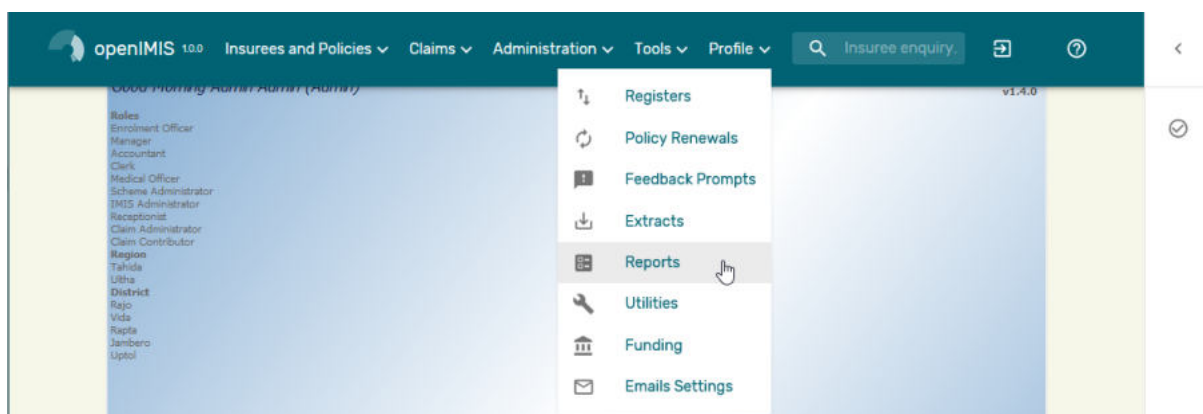 openIMIS 1.0.0 Insurees and Policies Claims Administration Tools Profile Insuree enquiry.
Good Morning Admin Admin (Admin)
v1.4.0
Roles
Enrolment Officer
Manager
Accountant
Clerk
Medical Officer
Scheme Administrator
IMIS Administrator
Receptionist
Claim Administrator
Claim Contributor
Region
Tahida
Ultha
District
Rajo
Vida
Rapta
Jambero
Uptol
Registers
Policy Renewals
Feedback Prompts
Extracts
Reports
Utilities
Funding
Emails Settings